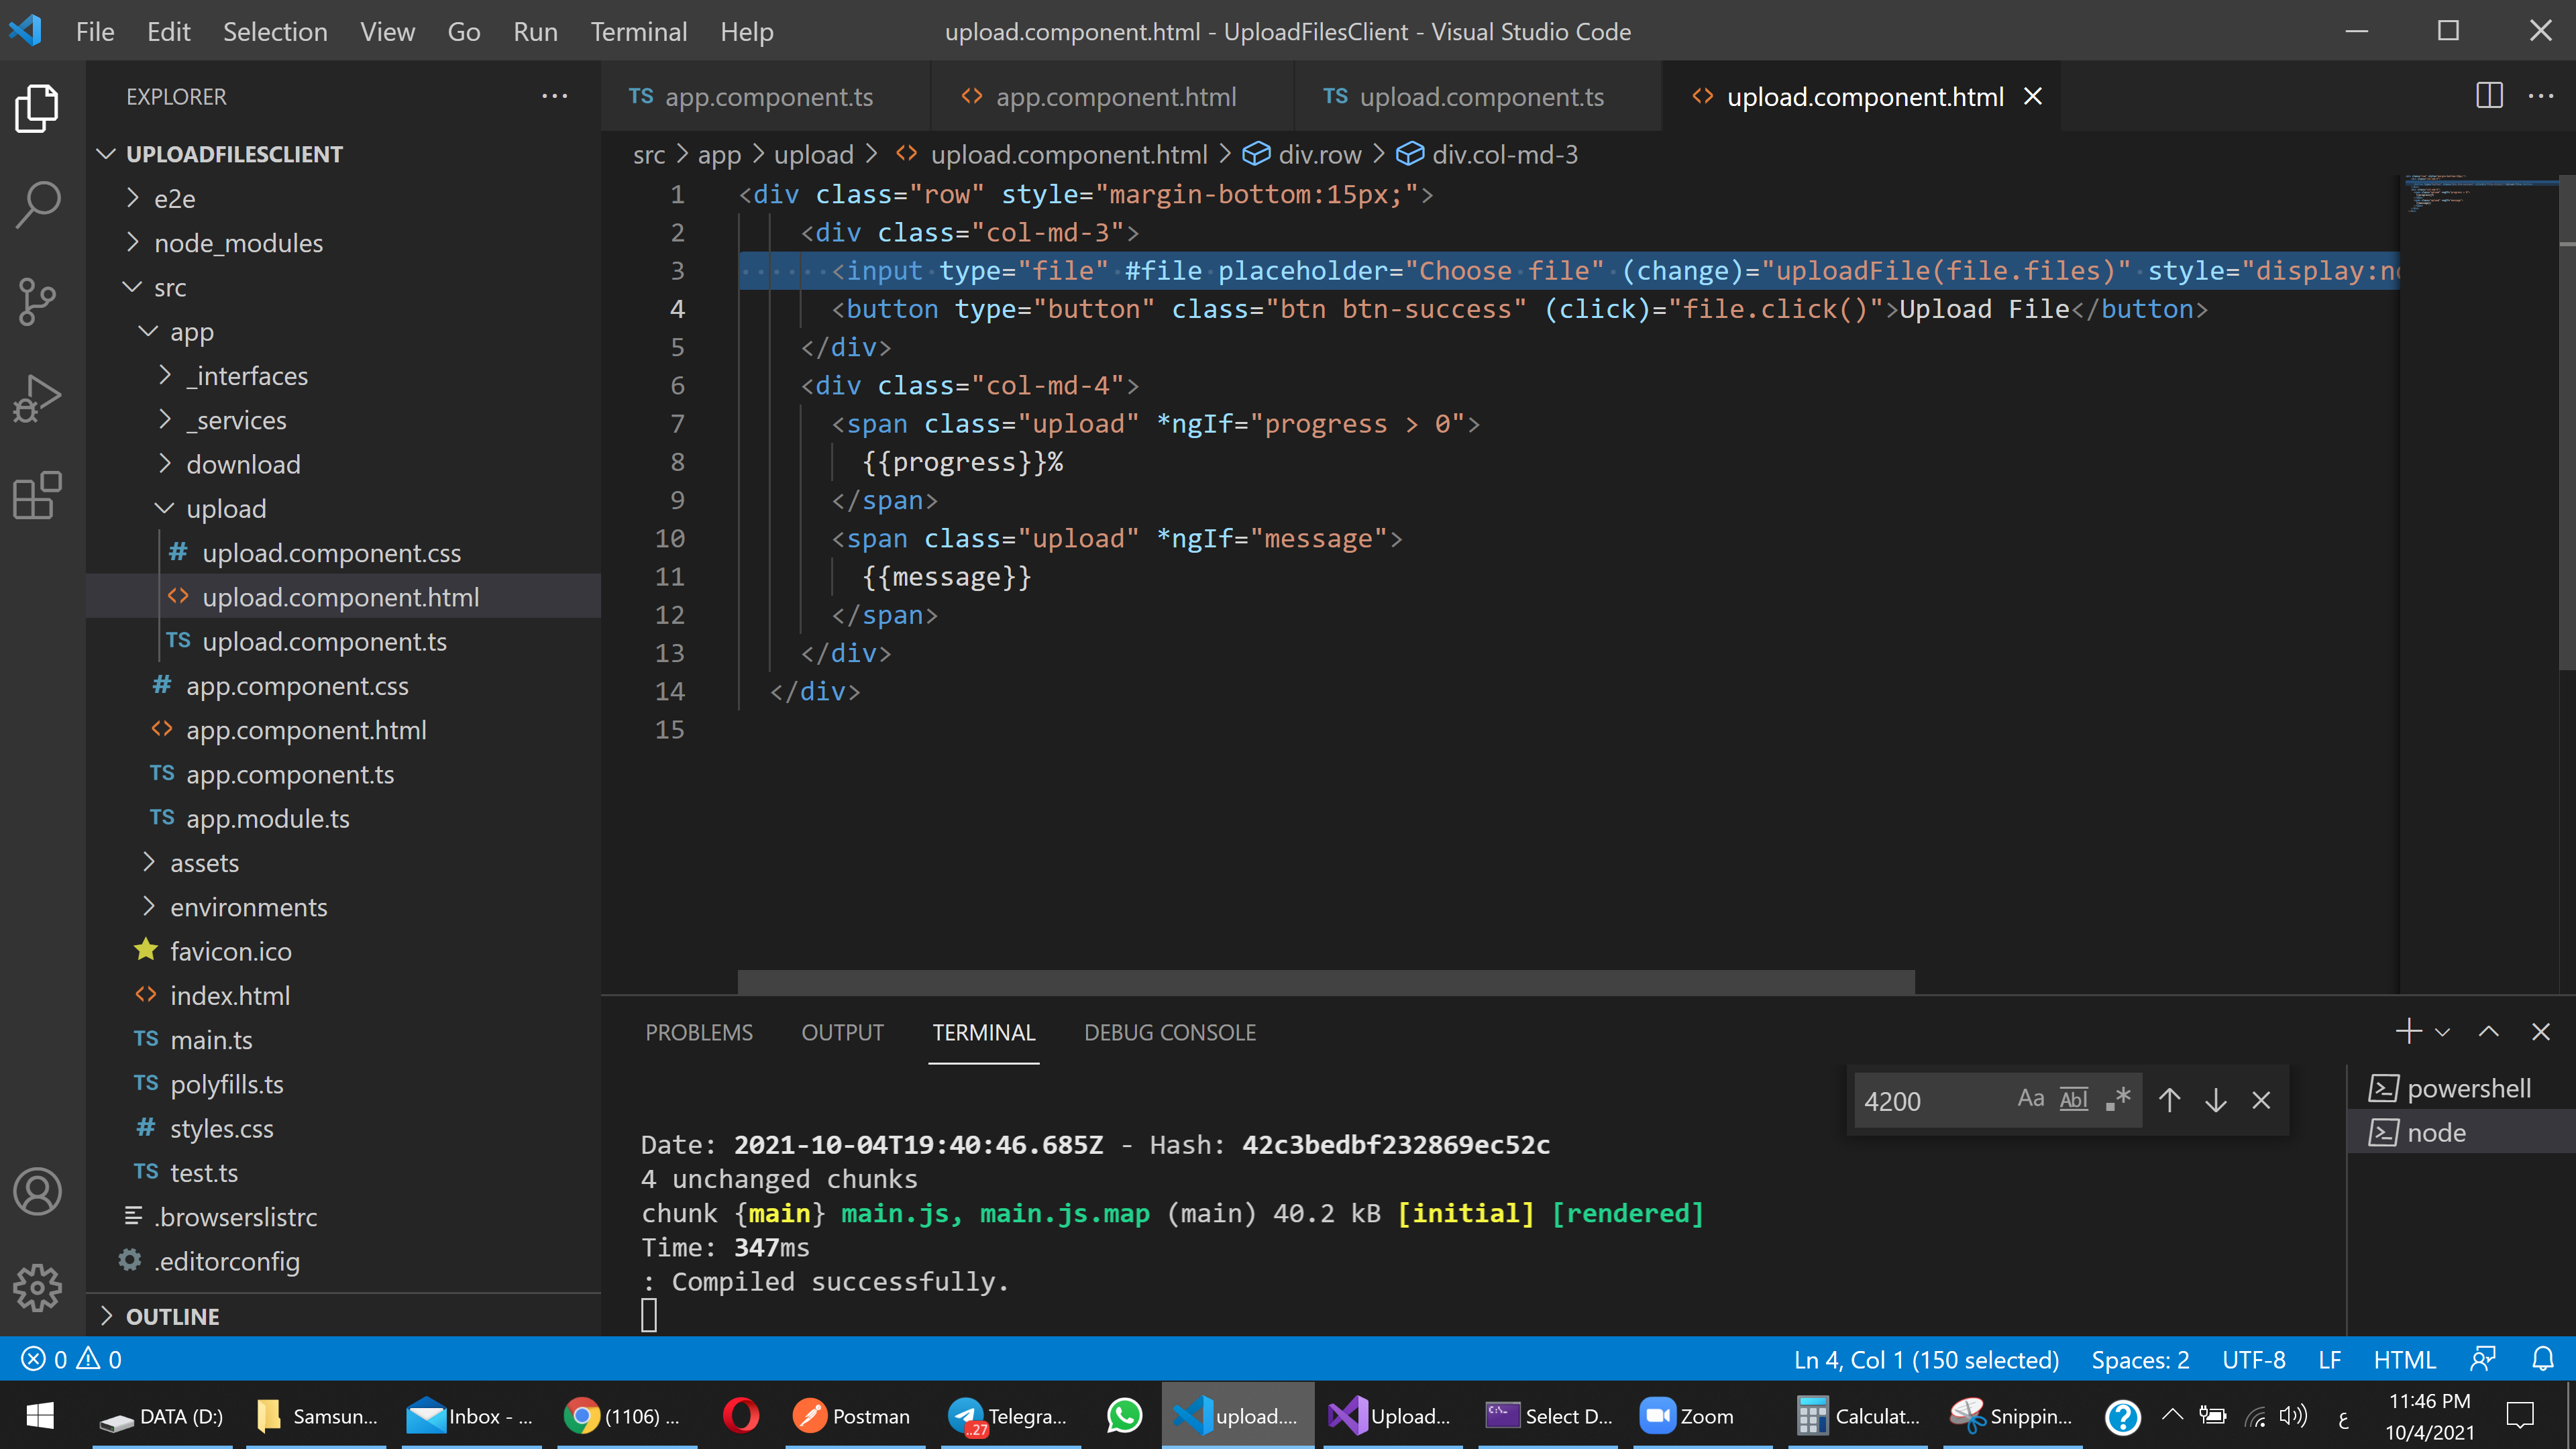 File Edit Selection View Go Run Terminal Help
upload.component.html - UploadFilesClient - Visual Studio Code
EXPLORER
UPLOADFILESCLIENT
e2e
node_modules
src
app
_interfaces
_services
download
upload
# upload.component.css
<> upload.component.html
TS upload.component.ts
# app.component.css
<> app.component.html
TS app.component.ts
TS app.module.ts
assets
environments
favicon.ico
<> index.html
TS main.ts
TS polyfills.ts
# styles.css
TS test.ts
.browserslistrc
.editorconfig
OUTLINE
TS app.component.ts <> app.component.html TS upload.component.ts <> upload.component.html
src > app > upload > <> upload.component.html > div.row > div.col-md-3
1 <div class="row" style="margin-bottom:15px;">
2 <div class="col-md-3">
3 ······<input·type="file"·#file·placeholder="Choose·file"·(change)="uploadFile(file.files)"·style="display:no
4 <button type="button" class="btn btn-success" (click)="file.click()">Upload File</button>
5 </div>
6 <div class="col-md-4">
7 <span class="upload" *ngIf="progress > 0">
8 {{progress}}%
9 </span>
10 <span class="upload" *ngIf="message">
11 {{message}}
12 </span>
13 </div>
14 </div>
15
PROBLEMS OUTPUT TERMINAL DEBUG CONSOLE
4200 Aa Abl .*
powershell
node
Date: 2021-10-04T19:40:46.685Z - Hash: 42c3bedbf232869ec52c
4 unchanged chunks
chunk {main} main.js, main.js.map (main) 40.2 kB [initial] [rendered]
Time: 347ms
: Compiled successfully.
0 0
Ln 4, Col 1 (150 selected) Spaces: 2 UTF-8 LF HTML
DATA (D:) Samsun... Inbox - ... (1106) ... Postman Telegra... ..27 upload.... Upload... C:\-. Select D... Zoom Calculat... Snippin... ? ع 11:46 PM
10/4/2021